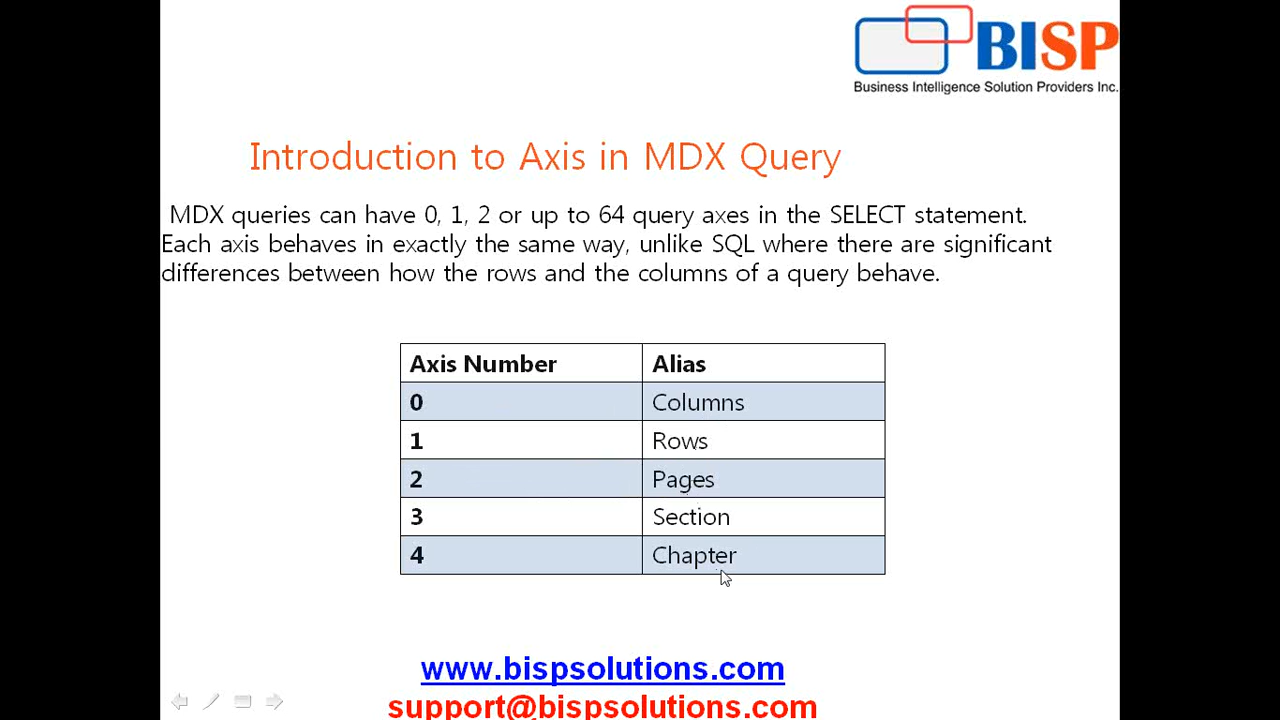 BISP
Business Intelligence Solution Providers Inc.
Introduction to Axis in MDX Query
MDX queries can have 0, 1, 2 or up to 64 query axes in the SELECT statement.
Each axis behaves in exactly the same way, unlike SQL where there are significant
differences between how the rows and the columns of a query behave.
Axis Number Alias
0 Columns
1 Rows
2 Pages
3 Section
4 Chapter
www.bispsolutions.com
support@bispsolutions.com